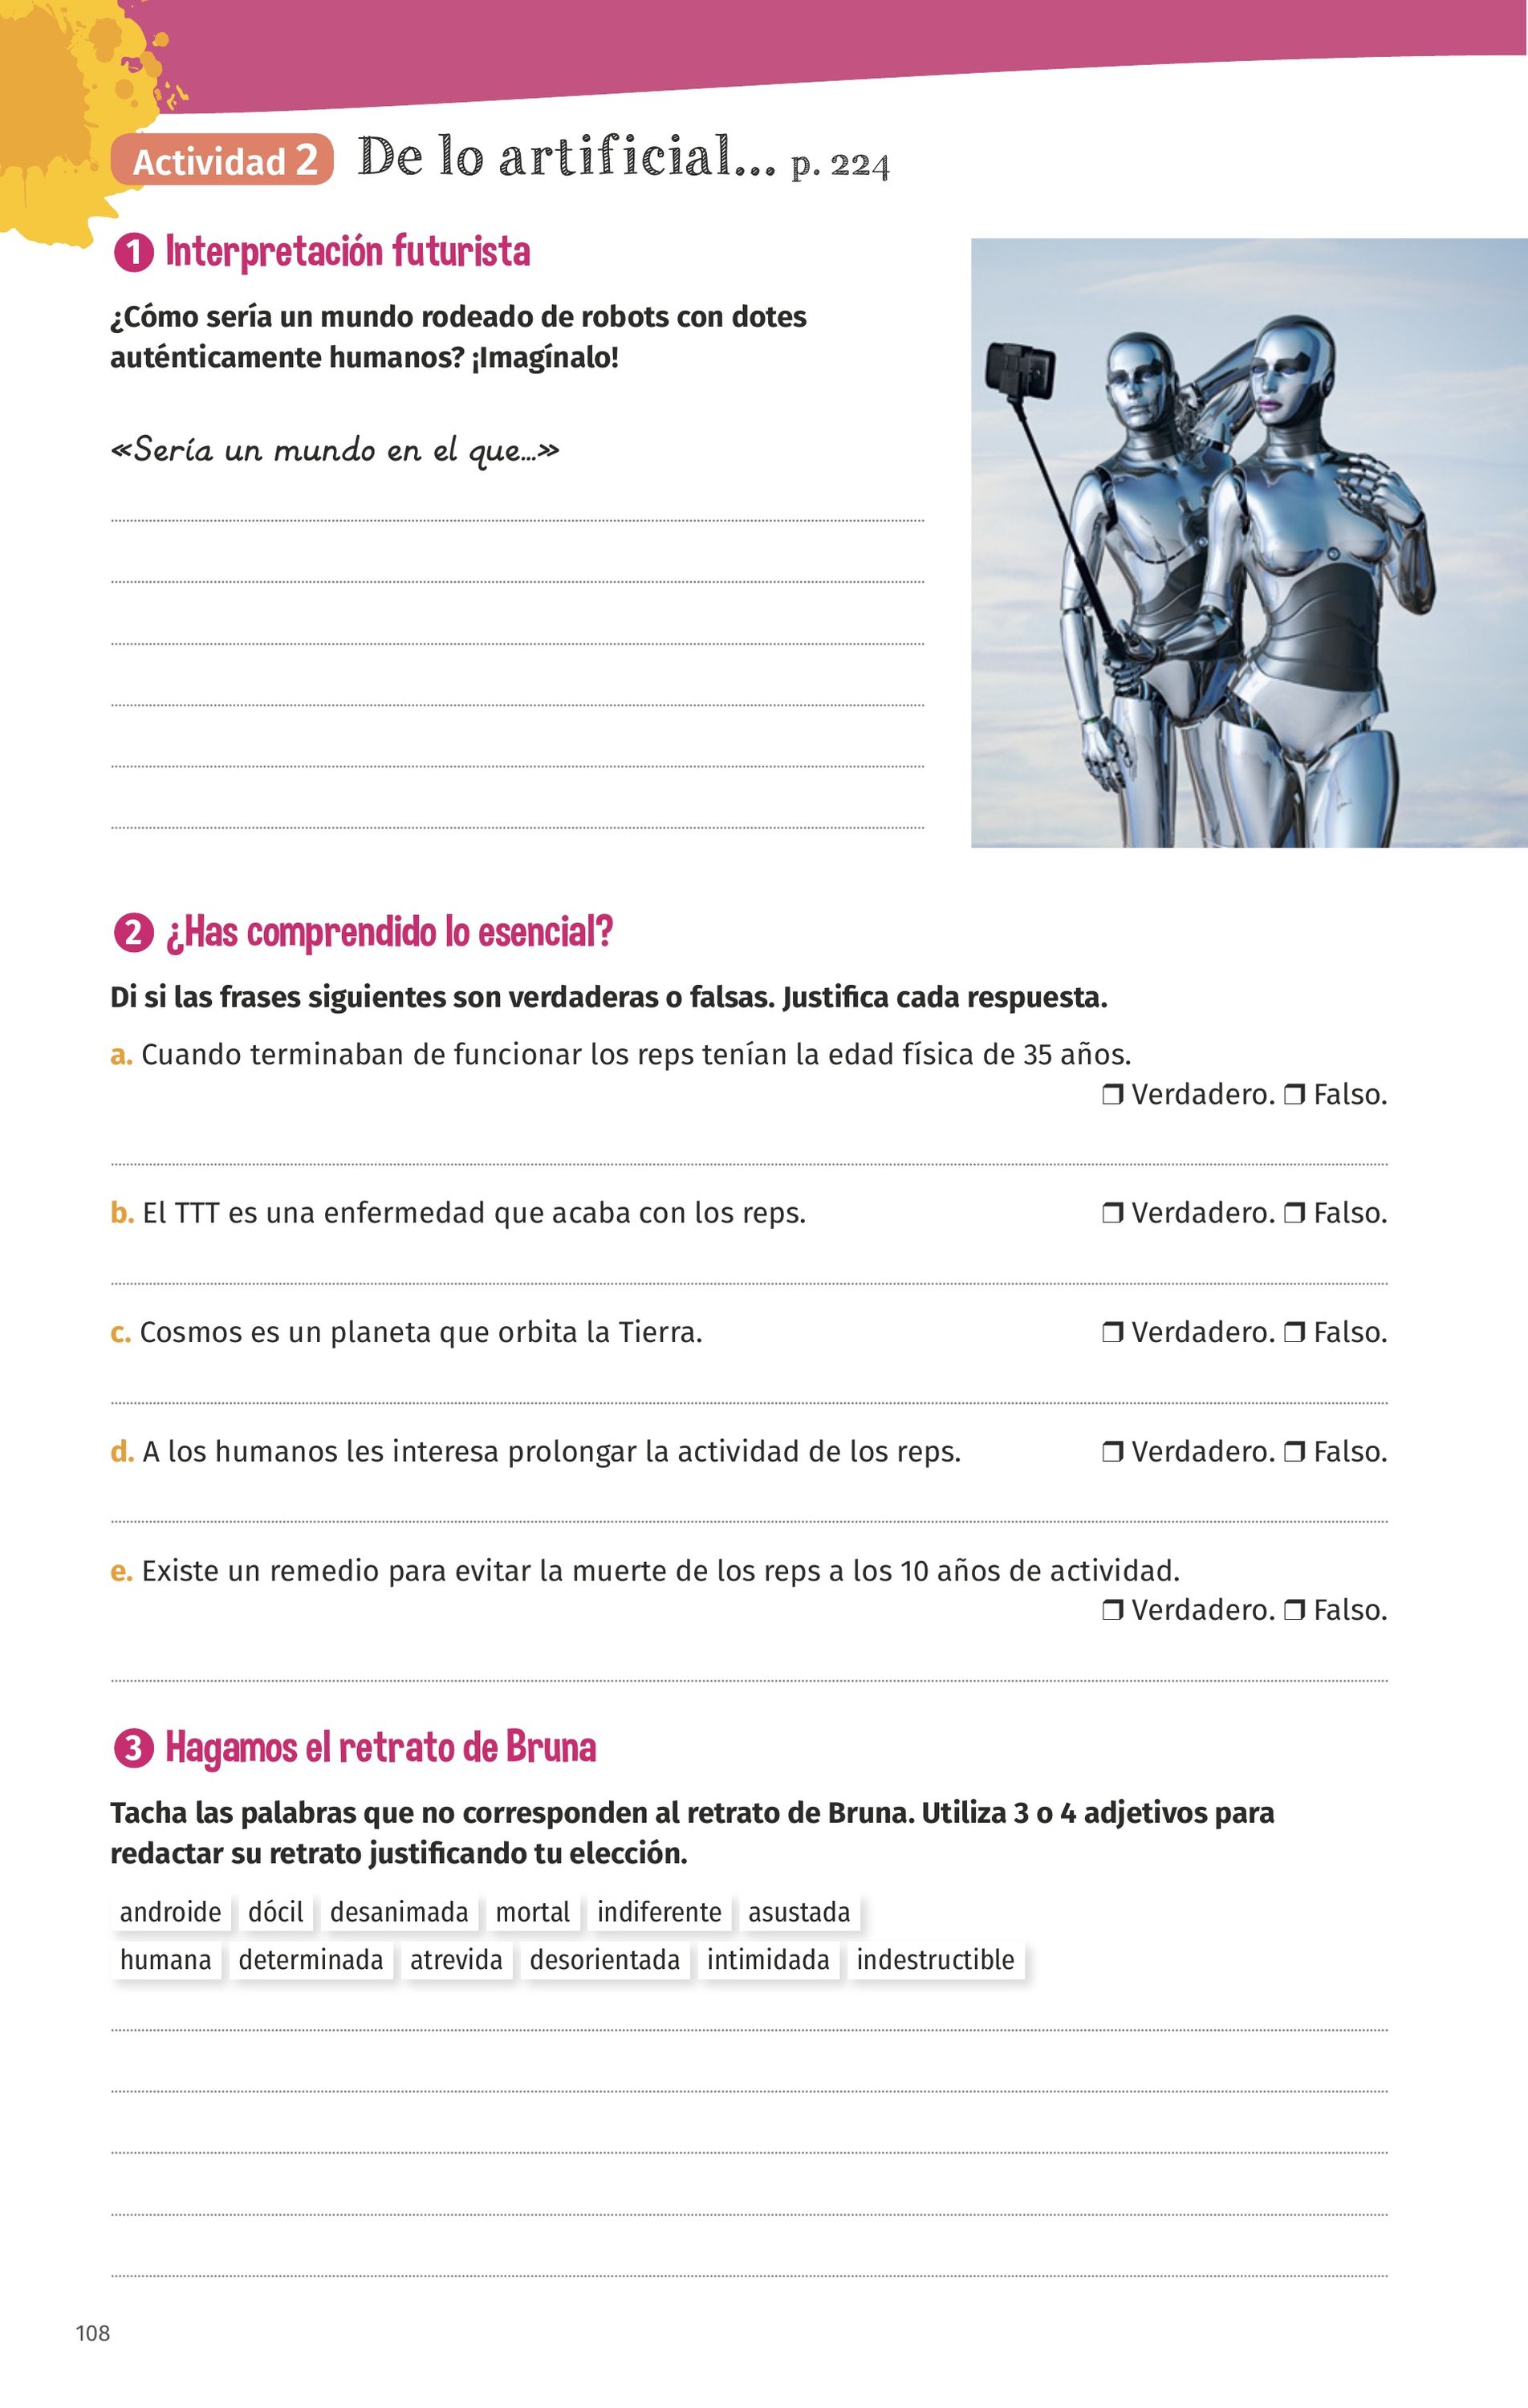 Actividad 2 De lo artificial... p. 224
1 Interpretación futurista
¿Cómo sería un mundo rodeado de robots con dotes
auténticamente humanos? ¡Imagínalo!
«Sería un mundo en el que...»
2 ¿Has comprendido lo esencial?
Di si las frases siguientes son verdaderas o falsas. Justifica cada respuesta.
a. Cuando terminaban de funcionar los reps tenían la edad física de 35 años.
❒ Verdadero. ❒ Falso.
b. El TTT es una enfermedad que acaba con los reps. ❒ Verdadero. ❒ Falso.
c. Cosmos es un planeta que orbita la Tierra. ❒ Verdadero. ❒ Falso.
d. A los humanos les interesa prolongar la actividad de los reps. ❒ Verdadero. ❒ Falso.
e. Existe un remedio para evitar la muerte de los reps a los 10 años de actividad.
❒ Verdadero. ❒ Falso.
3 Hagamos el retrato de Bruna
Tacha las palabras que no corresponden al retrato de Bruna. Utiliza 3 o 4 adjetivos para
redactar su retrato justificando tu elección.
androide dócil desanimada mortal indiferente asustada
humana determinada atrevida desorientada intimidada indestructible
108